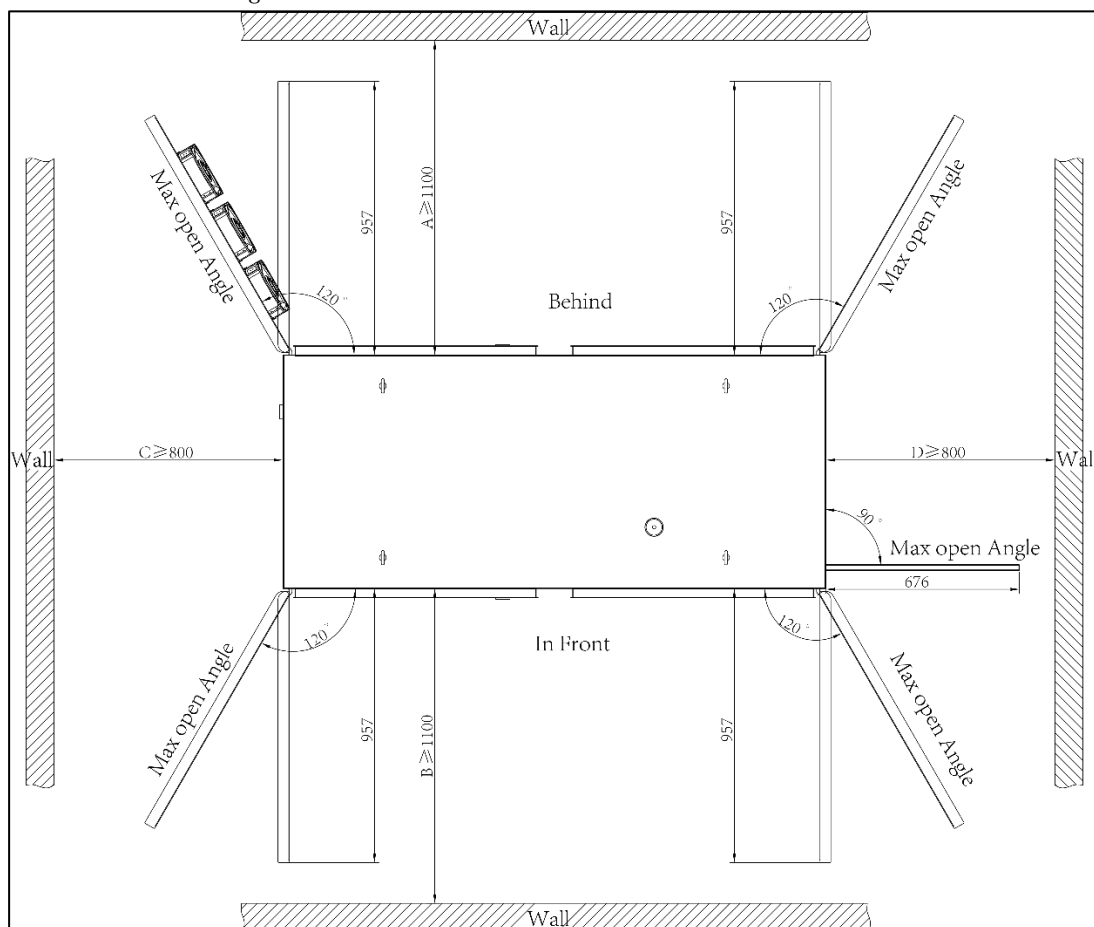 Wall
957
A≥1100
957
Max open Angle
Max open Angle
120°
Behind
120°
Wall
C≥800
D≥800
Wall
90°
Max open Angle
676
120°
In Front
120°
Max open Angle
Max open Angle
957
B≥1100
957
Wall